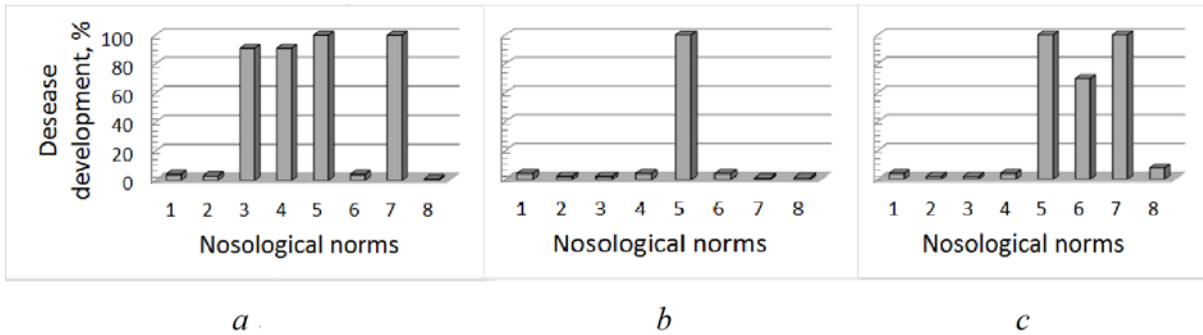 Desease
development, %
100
80
60
40
20
0
1 2 3 4 5 6 7 8
Nosological norms
1 2 3 4 5 6 7 8
Nosological norms
1 2 3 4 5 6 7 8
Nosological norms
a b c